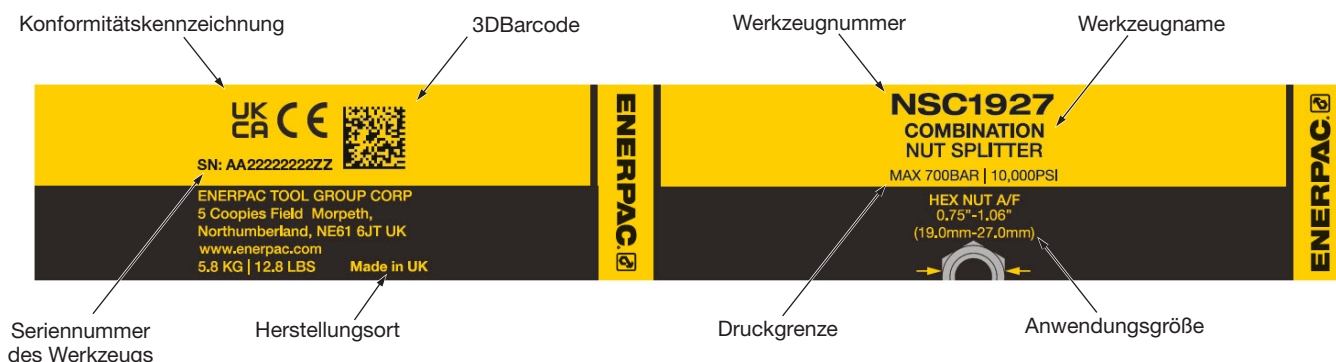 Konformitätskennzeichnung
3DBarcode
Werkzeugnummer
Werkzeugname
UK
CA CE
SN: AA22222222ZZ
ENERPAC TOOL GROUP CORP
5 Coopies Field Morpeth,
Northumberland, NE61 6JT UK
www.enerpac.com
5.8 KG | 12.8 LBS Made in UK
ENERPAC.
NSC1927
COMBINATION
NUT SPLITTER
MAX 700BAR | 10,000PSI
HEX NUT A/F
0.75"-1.06"
(19.0mm-27.0mm)
ENERPAC.
Seriennummer
des Werkzeugs
Herstellungsort
Druckgrenze
Anwendungsgröße